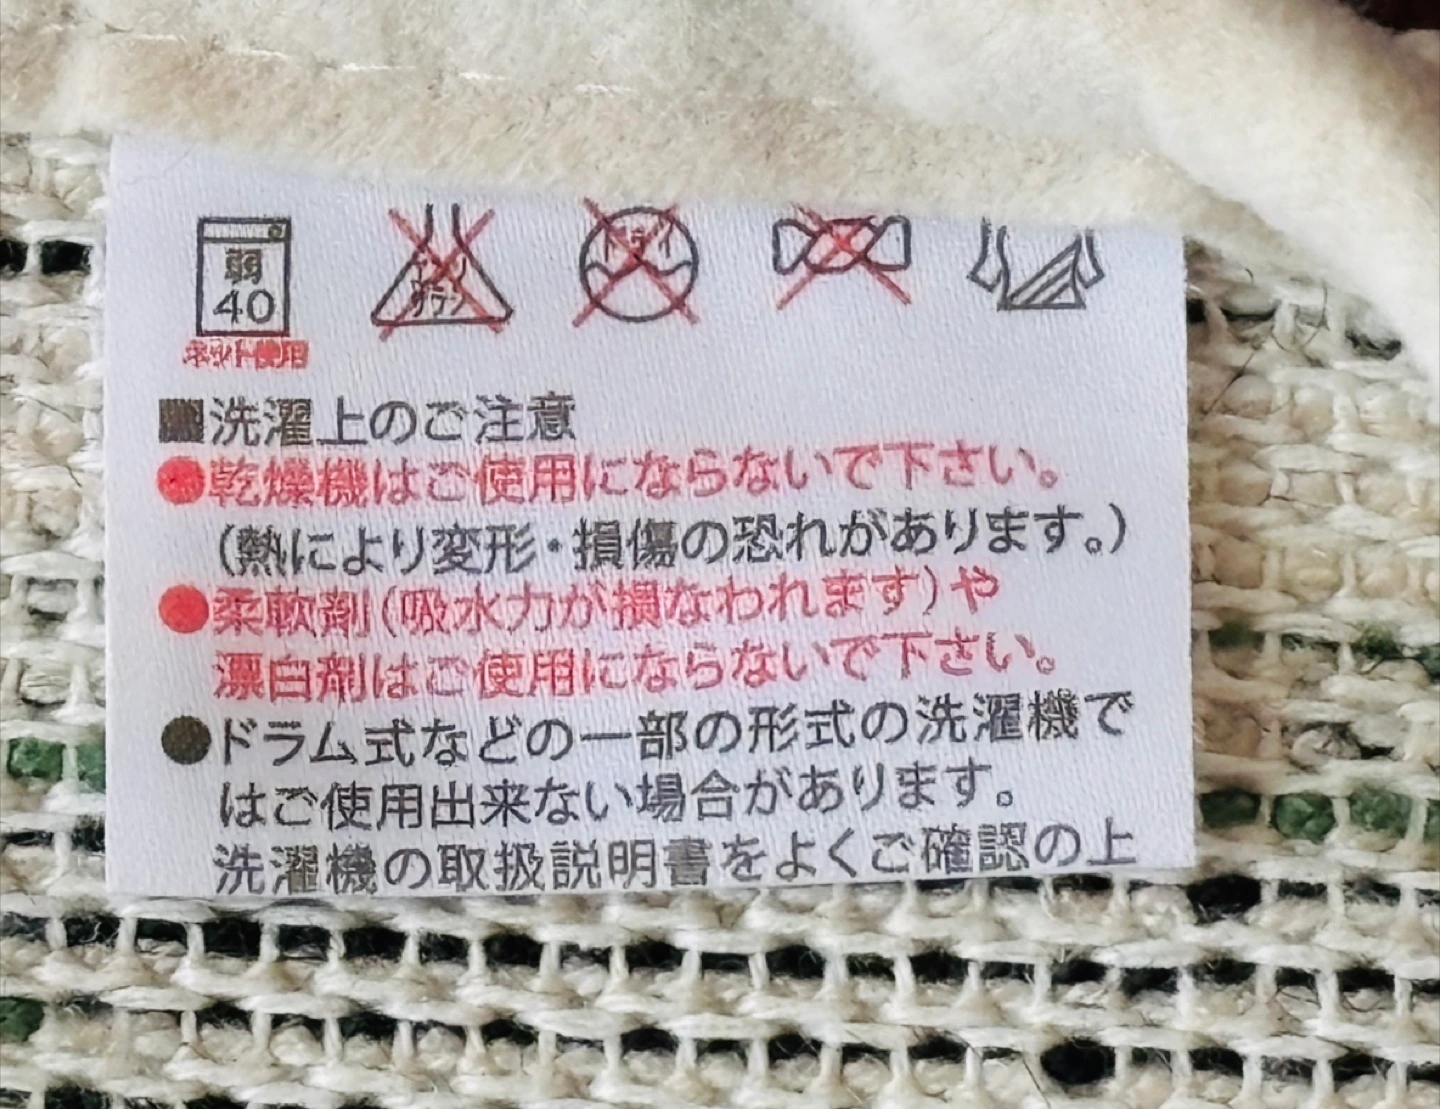 弱
40
ネット使用
エンソ
サラシ
ドライ
■洗濯上のご注意
●乾燥機はご使用にならないで下さい。
(熱により変形・損傷の恐れがあります。)
●柔軟剤(吸水力が損なわれます)や
漂白剤はご使用にならないで下さい。
●ドラム式などの一部の形式の洗濯機で
はご使用出来ない場合があります。
洗濯機の取扱説明書をよくご確認の上